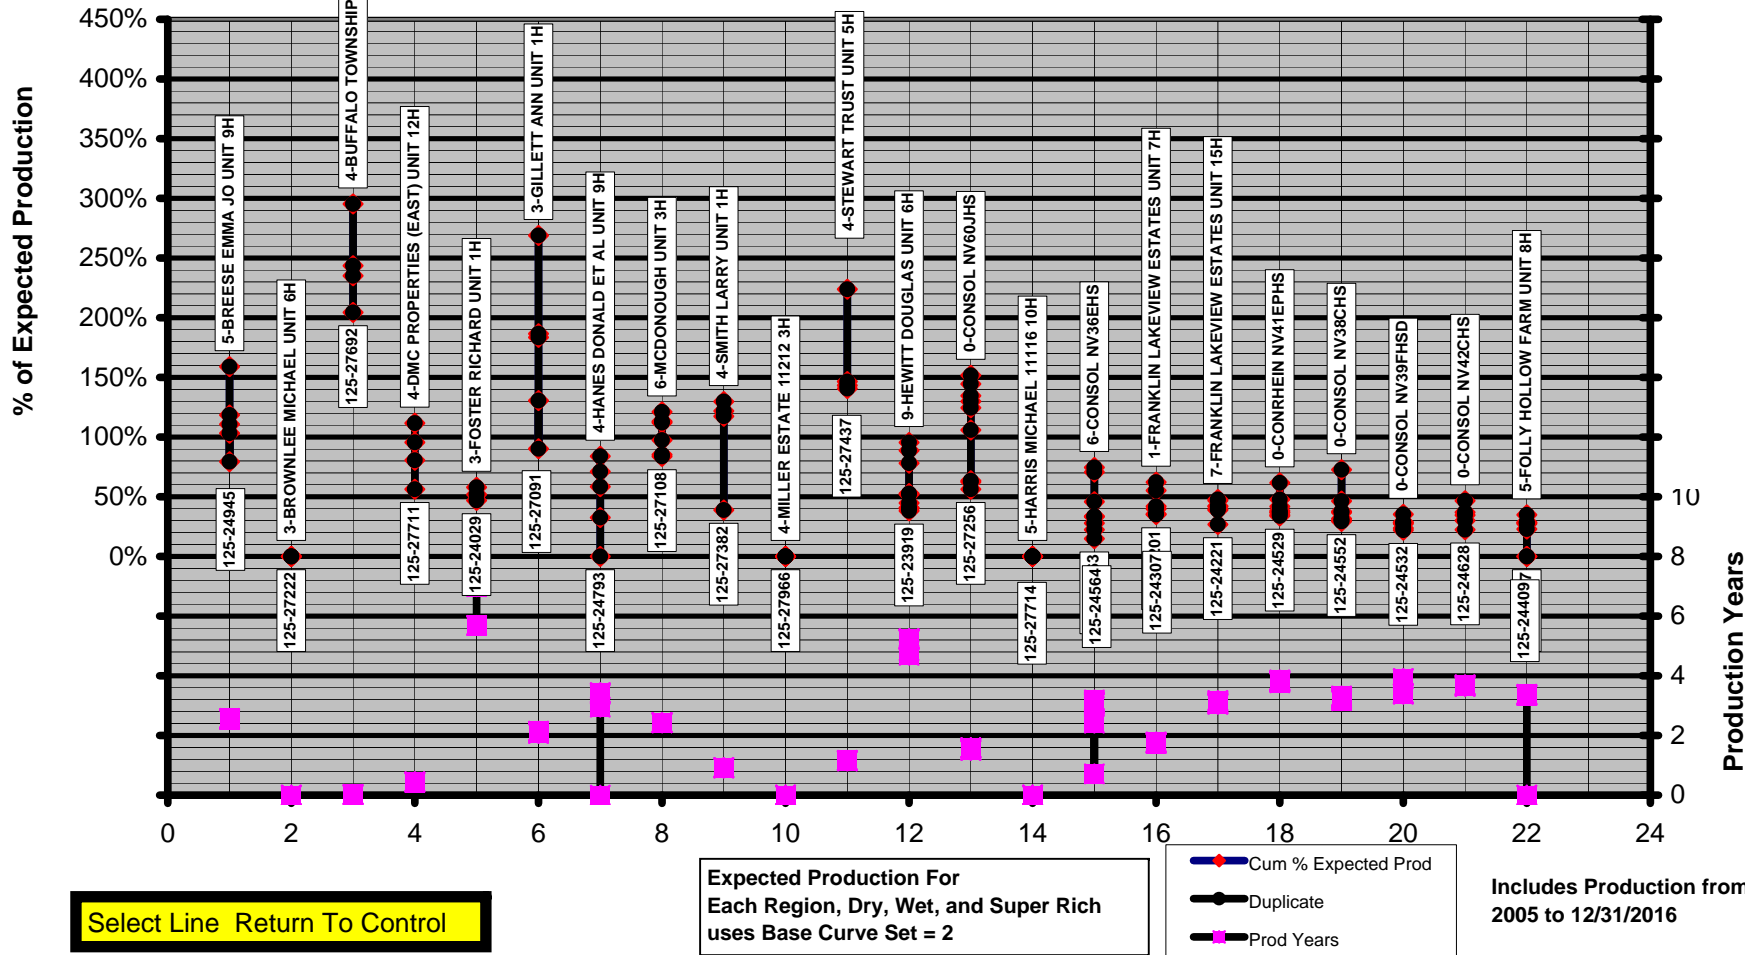 450%
400%
350%
300%
250%
200%
150%
100%
50%
0%
% of Expected Production
5-BREESE EMMA JO UNIT 9H
125-24945
3-BROWNLEE MICHAEL UNIT 6H
125-27222
4-BUFFALO TOWNSHIP
125-27692
4-DMC PROPERTIES (EAST) UNIT 12H
125-27711
3-FOSTER RICHARD UNIT 1H
125-24029
3-GILLETT ANN UNIT 1H
125-27091
4-HANES DONALD ET AL UNIT 9H
125-24793
6-MCDONOUGH UNIT 3H
125-27108
4-SMITH LARRY UNIT 1H
125-27382
4-MILLER ESTATE 11212 3H
125-27966
4-STEWART TRUST UNIT 5H
125-27437
9-HEWITT DOUGLAS UNIT 6H
125-23919
0-CONSOL NV60JHS
125-27256
5-HARRIS MICHAEL 11116 10H
125-27714
6-CONSOL NV36EHS
125-24564
1-FRANKLIN LAKEVIEW ESTATES UNIT 7H
7-FRANKLIN LAKEVIEW ESTATES UNIT 15H
125-24221
0-CONRHEIN NV41EPHS
125-24529
0-CONSOL NV38CHS
125-24552
0-CONSOL NV39FHSD
125-24532
0-CONSOL NV42CHS
125-24628
5-FOLLY HOLLOW FARM UNIT 8H
125-24409
10
8
6
4
2
0
Production Years
0 2 4 6 8 10 12 14 16 18 20 22 24
Select Line Return To Control
Expected Production For
Each Region, Dry, Wet, and Super Rich
uses Base Curve Set = 2
Cum % Expected Prod
Duplicate
Prod Years
Includes Production from
2005 to 12/31/2016